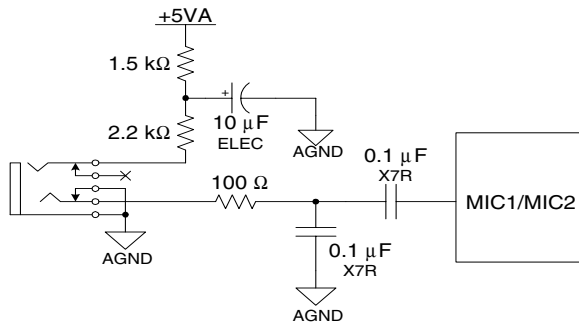 +5VA
1.5 kΩ
2.2 kΩ
+
10 μF
ELEC
AGND
0.1 μF
X7R
MIC1/MIC2
100 Ω
0.1 μF
X7R
AGND
AGND